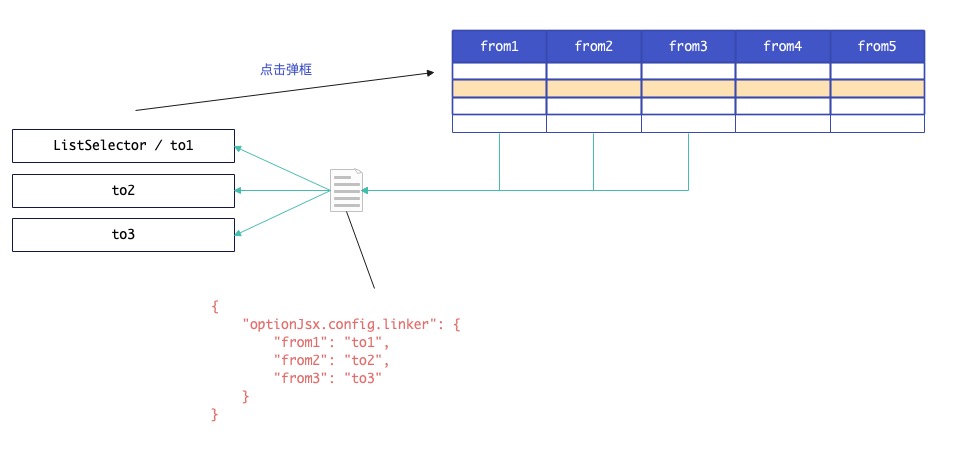 from1 from2 from3 from4 from5
点击弹框
ListSelector / to1
to2
to3
{
    "optionJsx.config.linker": {
        "from1": "to1",
        "from2": "to2",
        "from3": "to3"
    }
}